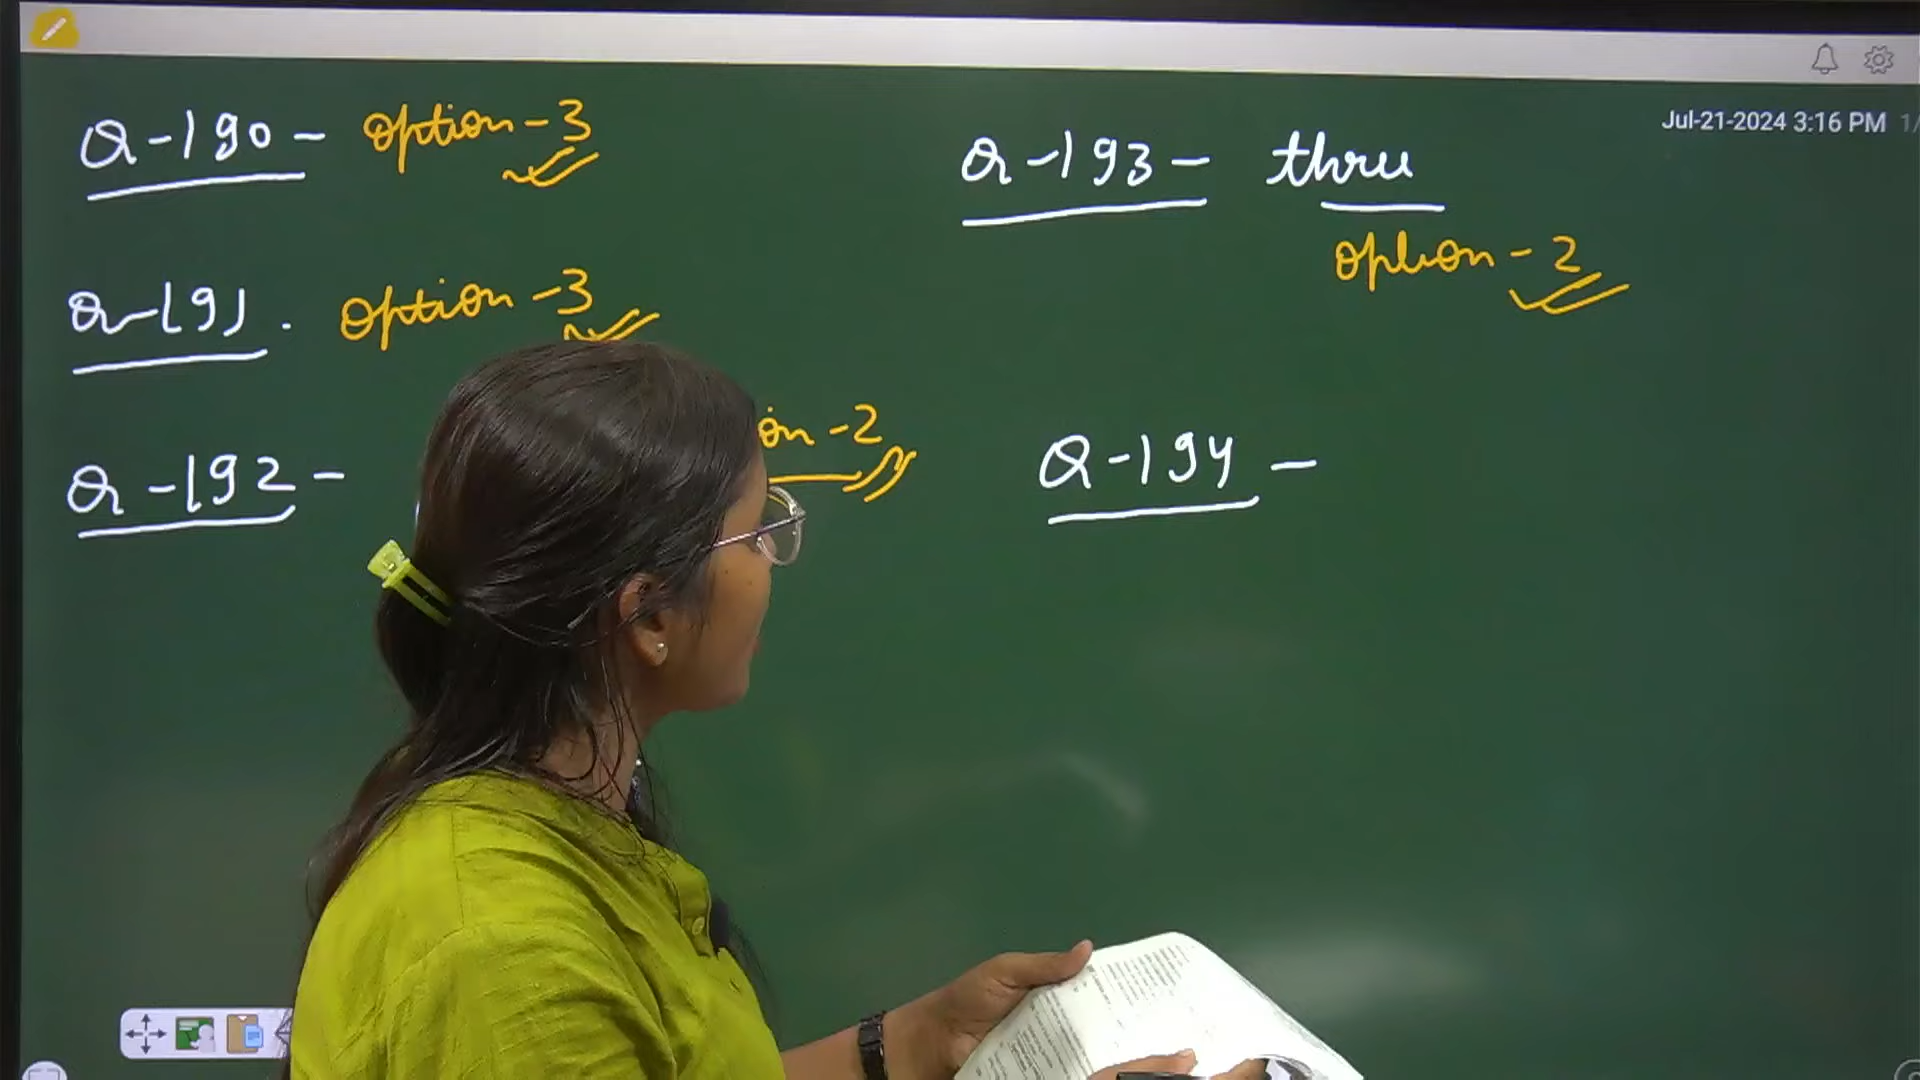 Jul-21-2024 3:16 PM 1/
Q-190- option-3
Q-191. option-3
Q-192- on-2
Q-193- three
option-2
Q-194-